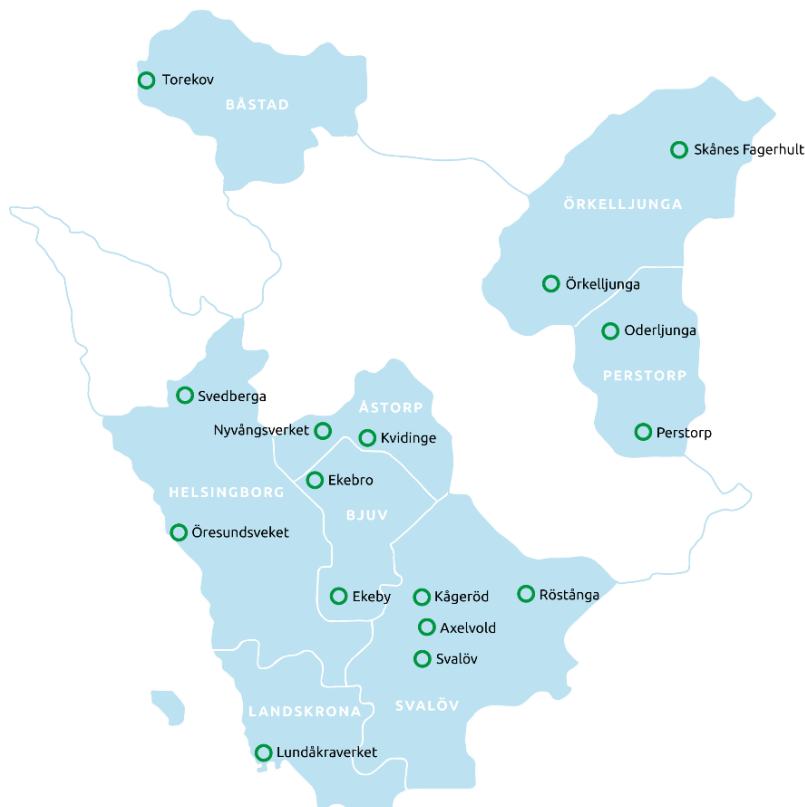 Torekov
BÅSTAD
Skånes Fagerhult
ÖRKELLJUNGA
Örkelljunga
Oderljunga
PERSTORP
Svedberga
ÅSTORP
Nyvångsverket
Kvidinge
Perstorp
Ekebro
HELSINGBORG
BJUV
Öresundsveket
Ekeby
Kågeröd
Röstånga
Axelvold
Svalöv
SVALÖV
LANDSKRONA
Lundåkraverket